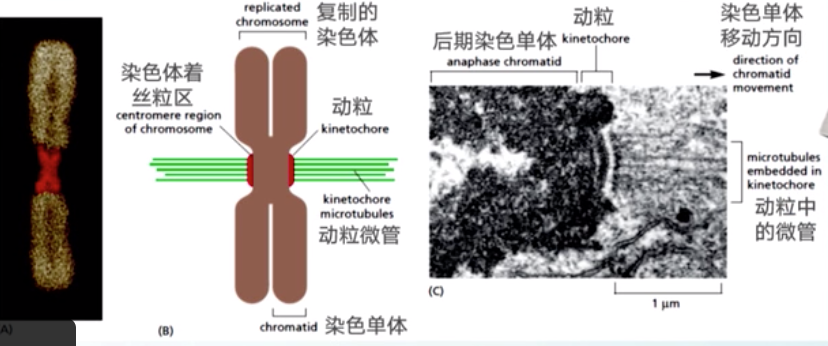 replicated
chromosome
复制的
染色体
染色体着
丝粒区
centromere region
of chromosome
动粒
kinetochore
kinetochore
microtubules
动粒微管
chromatid 染色单体
A)
(B)
动粒
kinetochore
后期染色单体
anaphase chromatid
染色单体
移动方向
direction of
chromatid
movement
microtubules
embedded in
kinetochore
动粒中
的微管
(C)
1 µm